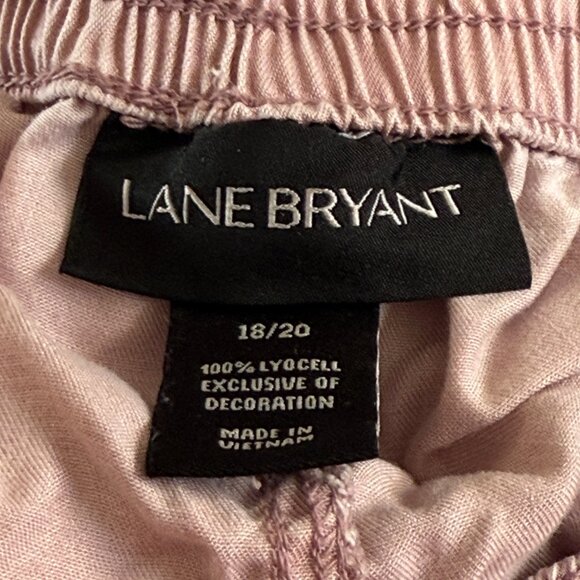 LANE BRYANT
18/20
100% LYOCELL
EXCLUSIVE OF
DECORATION
MADE IN
VIETNAM